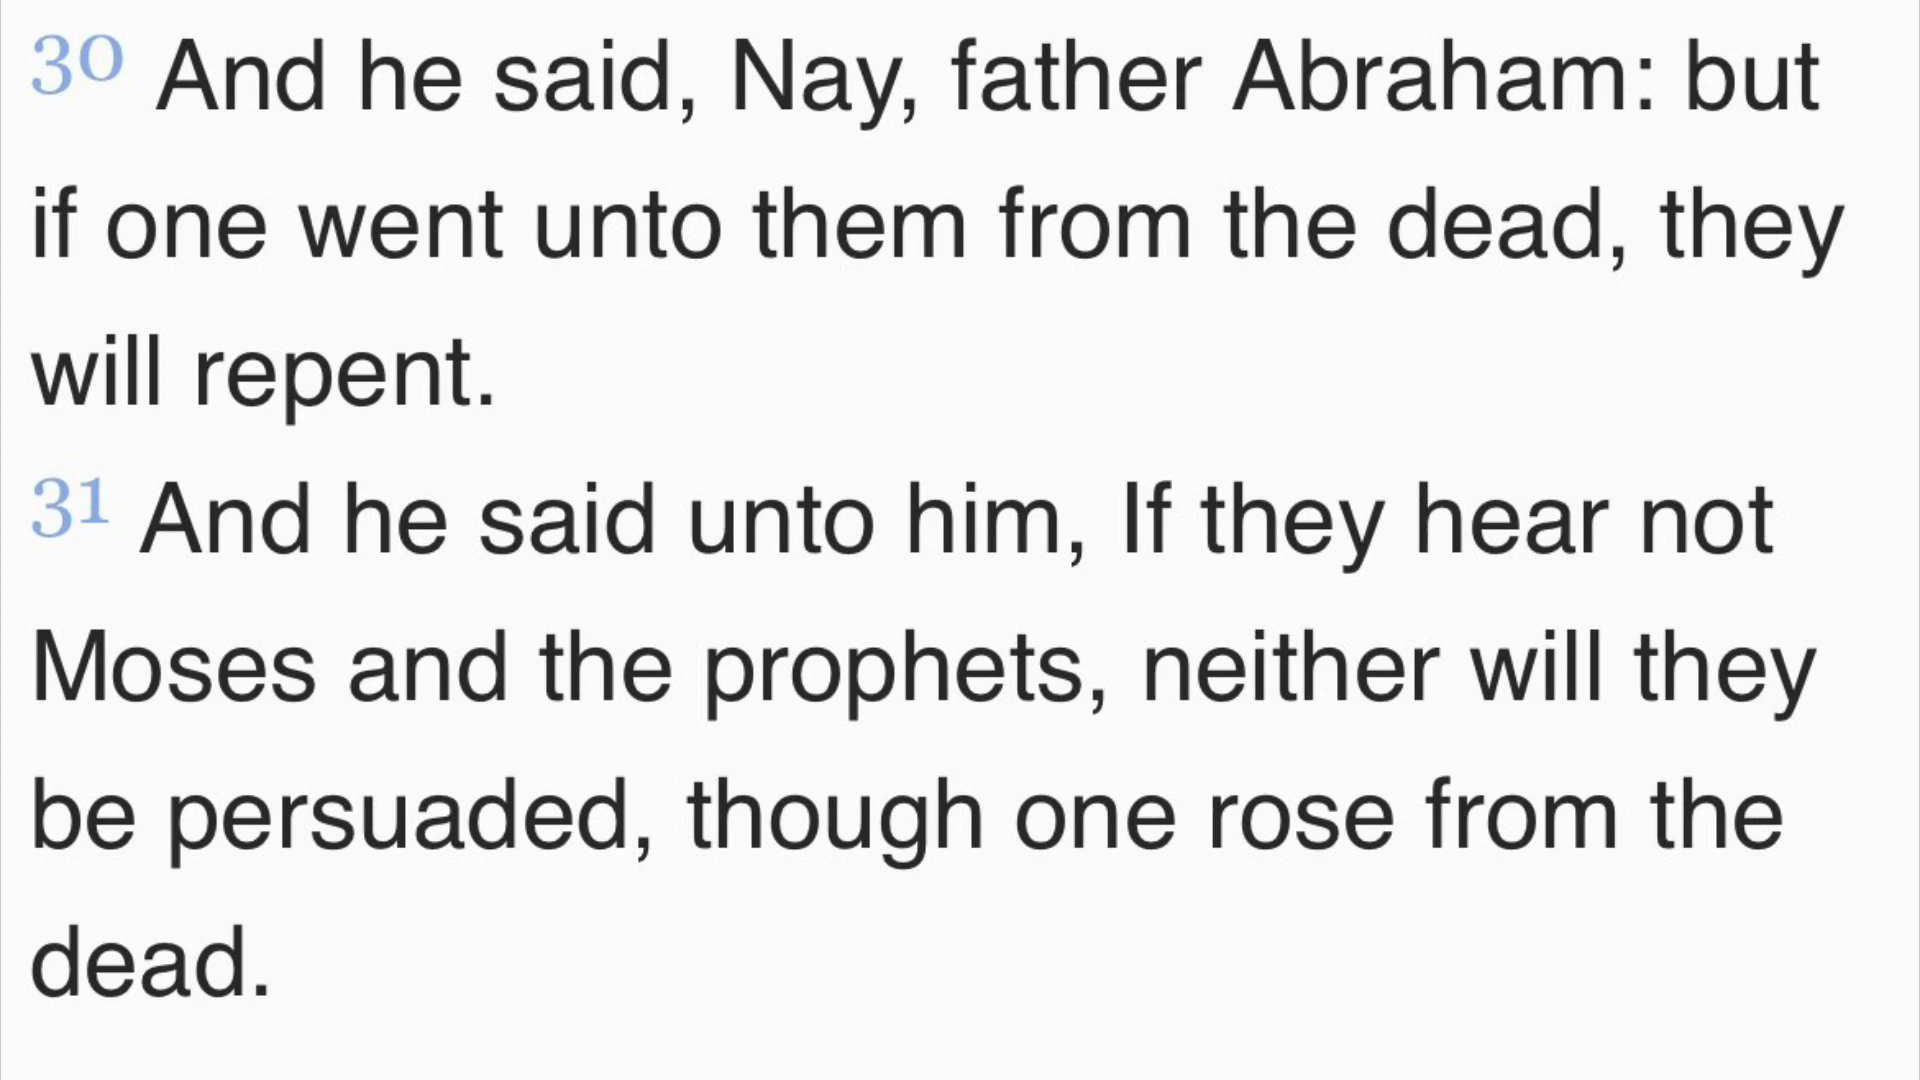 30 And he said, Nay, father Abraham: but
if one went unto them from the dead, they
will repent.
31 And he said unto him, If they hear not
Moses and the prophets, neither will they
be persuaded, though one rose from the
dead.